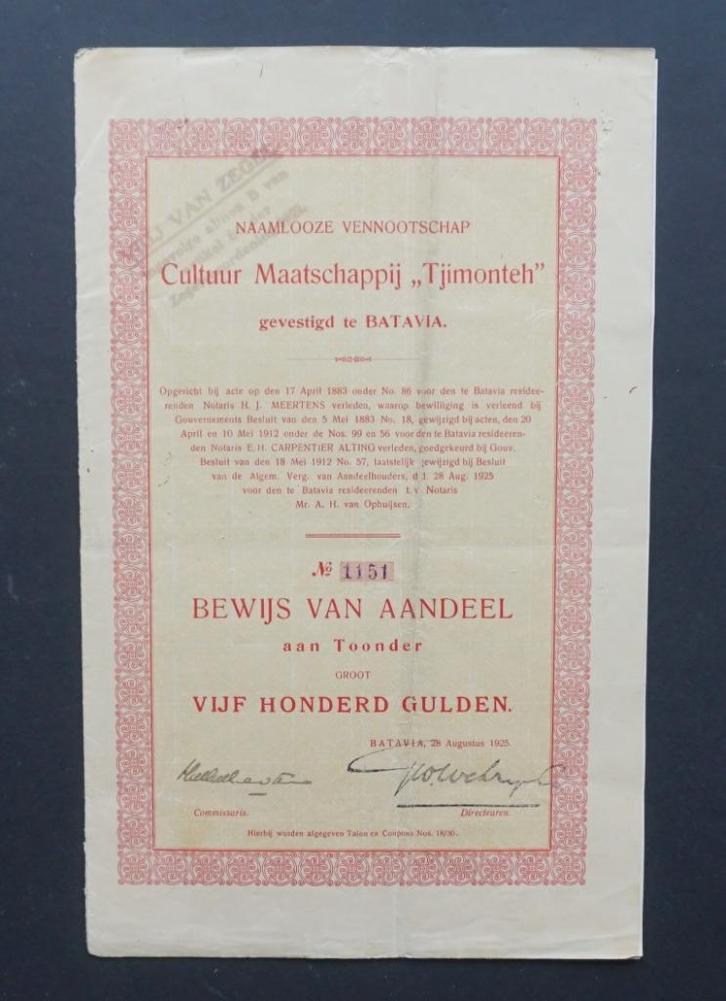 VRIJ VAN ZEGEL
NAAMLOOZE VENNOOTSCHAP
Cultuur Maatschappij „Tjimonteh”
gevestigd te BATAVIA.
Opgericht bij acte op den 17 April 1883 onder No. 86 voor den te Batavia residee-
renden Notaris H. J. MEERTENS verleden, waarop bewilliging is verleend bij
Gouvernements Besluit van den 5 Mei 1883 No. 18, gewijzigd bij acten, den 20
April en 10 Mei 1912 onder de Nos. 99 en 56 voor den te Batavia resideeren-
den Notaris E. H. CARPENTIER ALTING verleden, goedgekeurd bij Gouv.
Besluit van den 18 Mei 1912 No. 57, laatstelijk gewijzigd bij Besluit
van de Algem. Verg. van Aandeelhouders, d.d. 28 Aug. 1925
voor den te Batavia resideerenden t. v. Notaris
Mr. A. H. van Ophuijsen.
No 1151
BEWIJS VAN AANDEEL
aan Toonder
GROOT
VIJF HONDERD GULDEN.
BATAVIA, 28 Augustus 1925.
Commissaris. Directeuren.
Hierbij worden afgegeven Talon en Coupons Nos. 18/30.